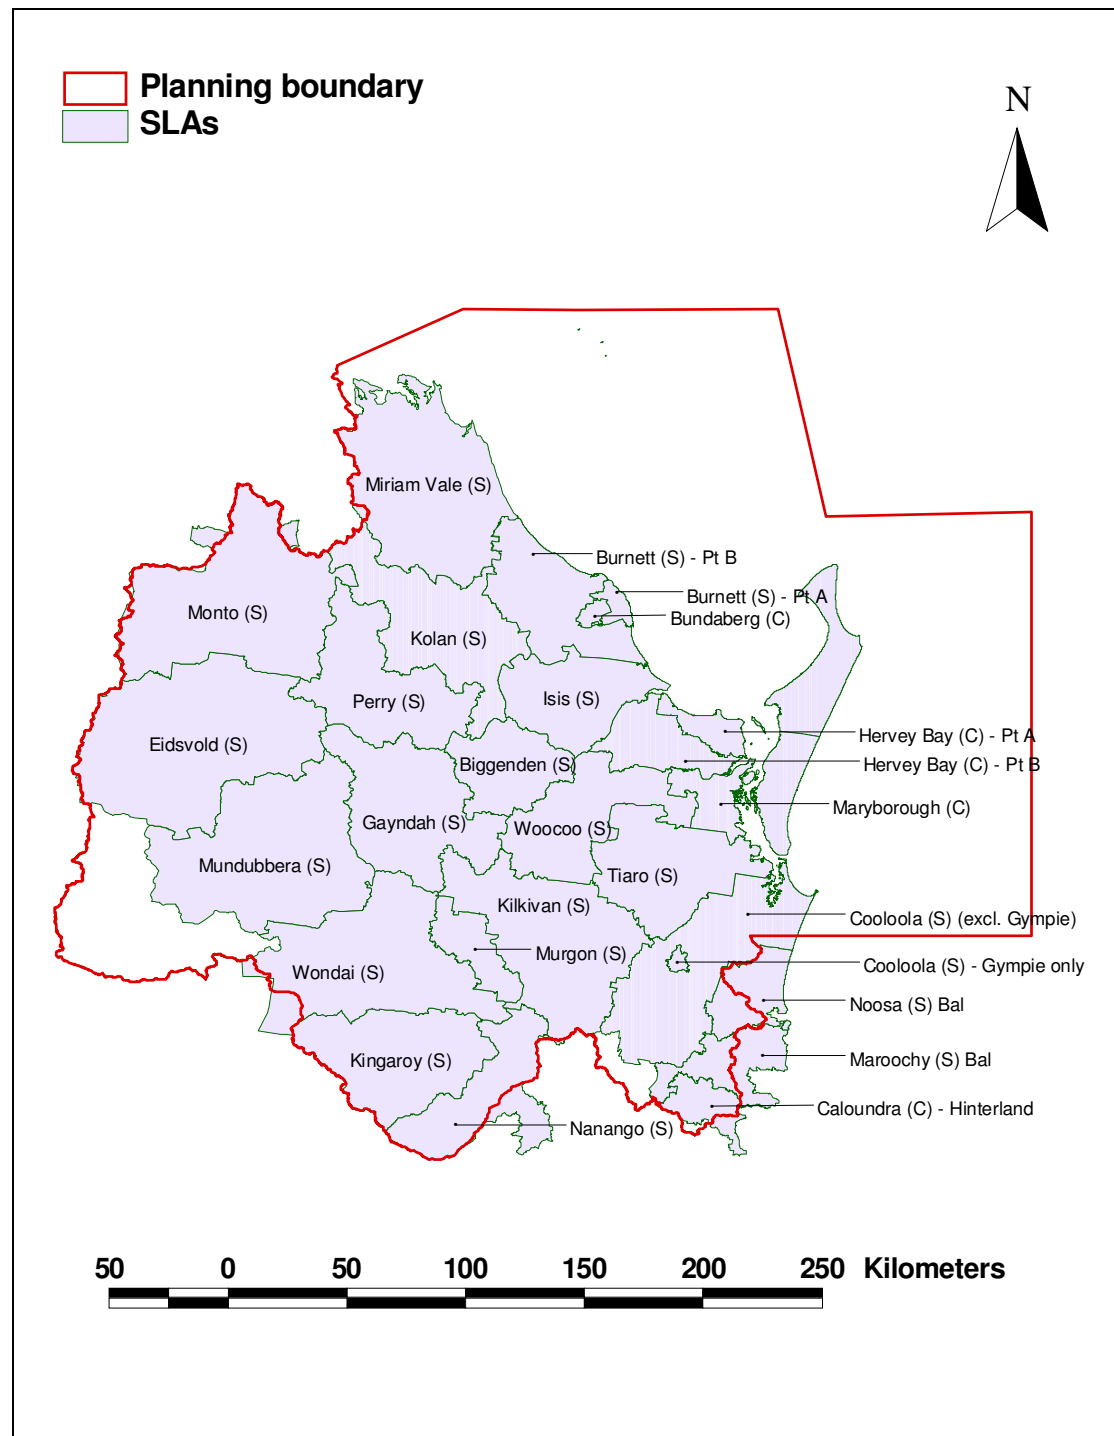 Planning boundary
SLAs
N
Miriam Vale (S)
Burnett (S) - Pt B
Burnett (S) - Pt A
Monto (S)
Bundaberg (C)
Kolan (S)
Perry (S)
Isis (S)
Eidsvold (S)
Hervey Bay (C) - Pt A
Biggenden (S)
Hervey Bay (C) - Pt B
Maryborough (C)
Gayndah (S)
Woocoo (S)
Mundubbera (S)
Tiaro (S)
Kilkivan (S)
Cooloola (S) (excl. Gympie)
Murgon (S)
Cooloola (S) - Gympie only
Wondai (S)
Noosa (S) Bal
Kingaroy (S)
Maroochy (S) Bal
Caloundra (C) - Hinterland
Nanango (S)
50 0 50 100 150 200 250 Kilometers